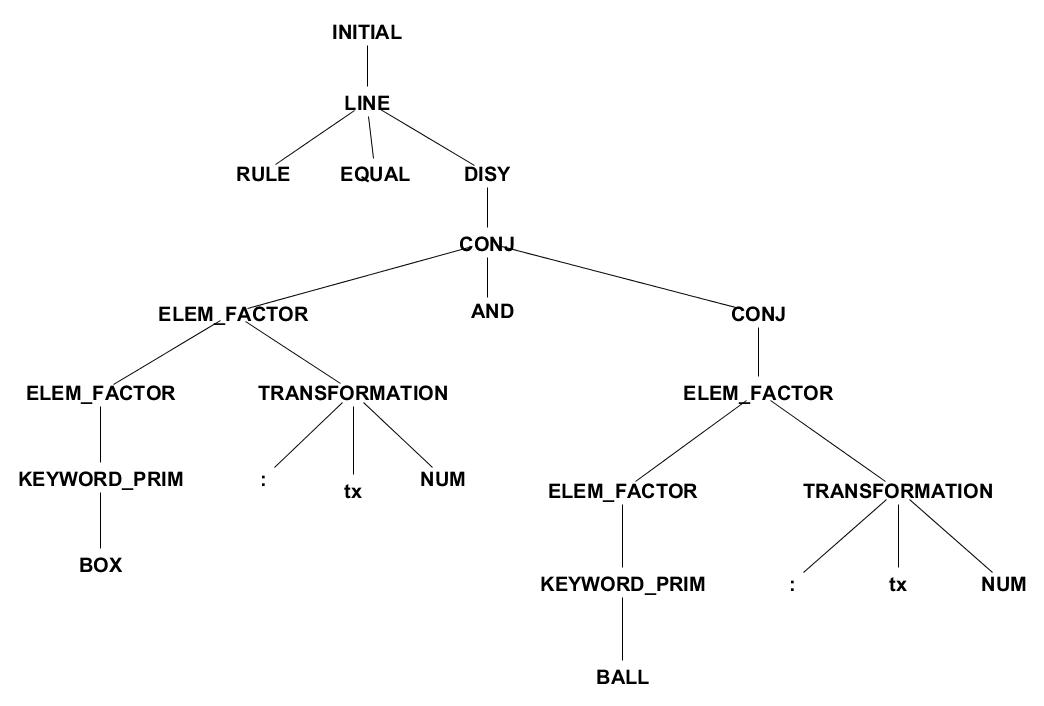 INITIAL
LINE
RULE EQUAL DISY
CONJ
ELEM_FACTOR AND CONJ
ELEM_FACTOR TRANSFORMATION ELEM_FACTOR
KEYWORD_PRIM : tx NUM ELEM_FACTOR TRANSFORMATION
BOX KEYWORD_PRIM : tx NUM
BALL